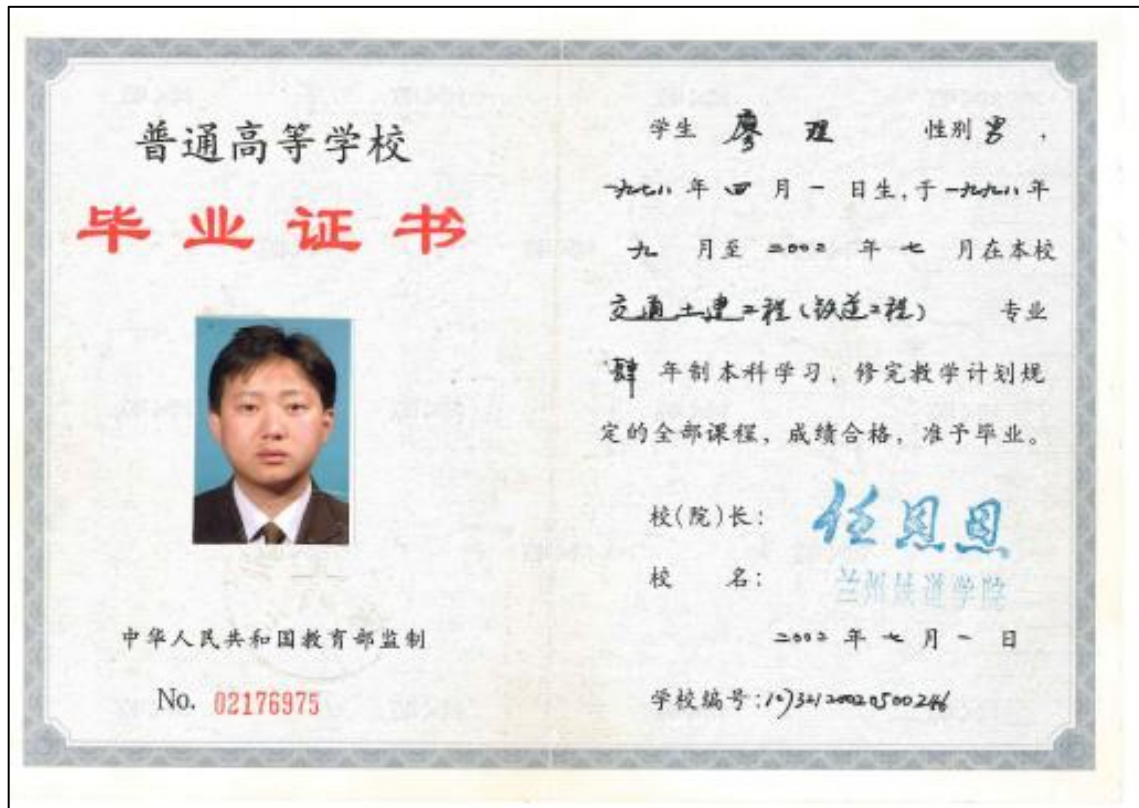 普通高等学校
毕业证书
中华人民共和国教育部监制
No. 02176975
学生 廖 理 性别 男，
一九七八 年 四 月 一 日生,于一九九八年
九 月至 二〇〇二 年 七 月在本校
交通土建工程(铁道工程) 专业
肆 年制本科学习，修完教学计划规
定的全部课程，成绩合格，准予毕业。
校(院)长: 任恩恩
校 名: 兰州铁道学院
二〇〇二 年 七 月 一 日
学校编号: